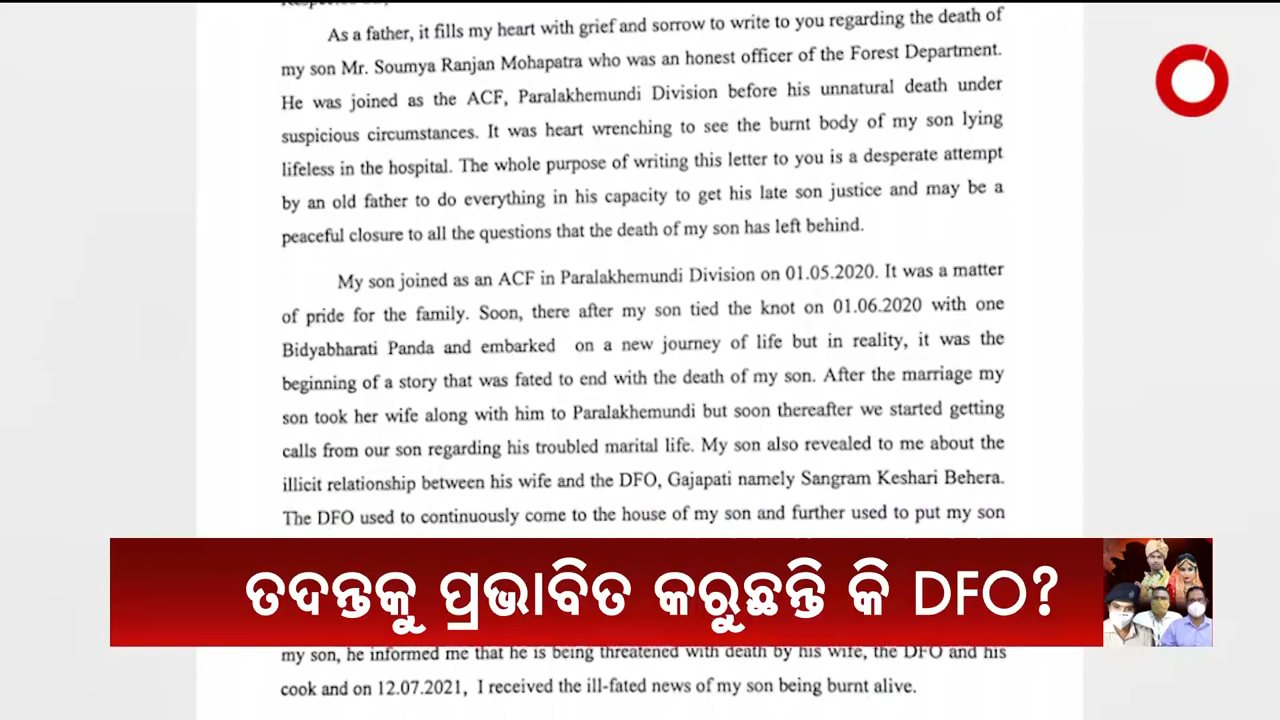 As a father, it fills my heart with grief and sorrow to write to you regarding the death of
my son Mr. Soumya Ranjan Mohapatra who was an honest officer of the Forest Department.
He was joined as the ACF, Paralakhemundi Division before his unnatural death under
suspicious circumstances. It was heart wrenching to see the burnt body of my son lying
lifeless in the hospital. The whole purpose of writing this letter to you is a desperate attempt
by an old father to do everything in his capacity to get his late son justice and may be a
peaceful closure to all the questions that the death of my son has left behind.
My son joined as an ACF in Paralakhemundi Division on 01.05.2020. It was a matter
of pride for the family. Soon, there after my son tied the knot on 01.06.2020 with one
Bidyabharati Panda and embarked on a new journey of life but in reality, it was the
beginning of a story that was fated to end with the death of my son. After the marriage my
son took her wife along with him to Paralakhemundi but soon thereafter we started getting
calls from our son regarding his troubled marital life. My son also revealed to me about the
illicit relationship between his wife and the DFO, Gajapati namely Sangram Keshari Behera.
The DFO used to continuously come to the house of my son and further used to put my son
ତଦନ୍ତକୁ ପ୍ରଭାବିତ କରୁଛନ୍ତି କି DFO?
my son, he informed me that he is being threatened with death by his wife, the DFO and his
cook and on 12.07.2021, I received the ill-fated news of my son being burnt alive.